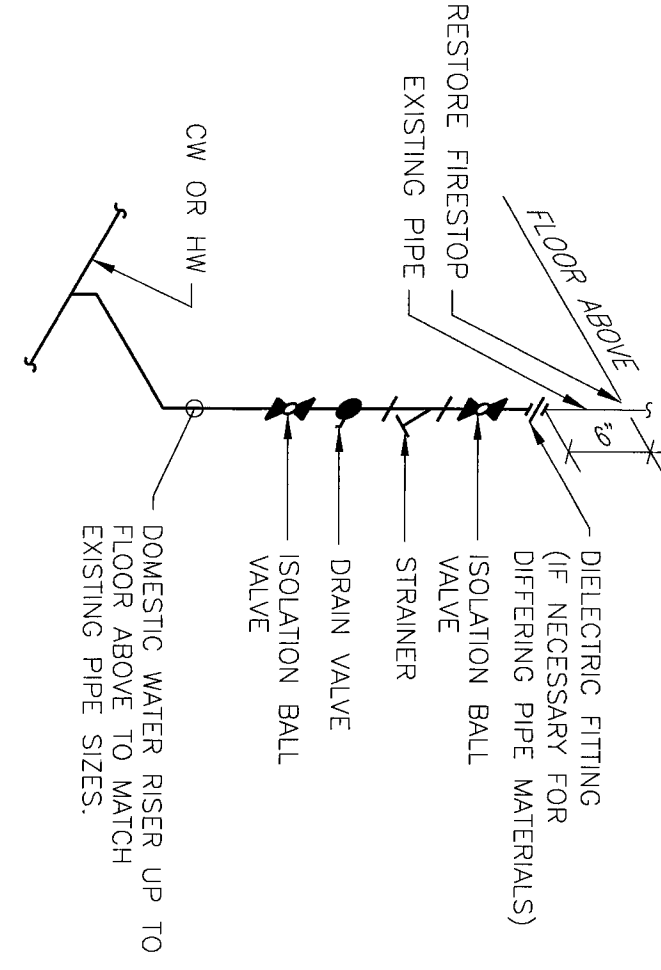 FLOOR ABOVE
RESTORE FIRESTOP
EXISTING PIPE
DIELECTRIC FITTING
(IF NECESSARY FOR
DIFFERING PIPE MATERIALS)
ISOLATION BALL
VALVE
STRAINER
DRAIN VALVE
ISOLATION BALL
VALVE
CW OR HW
DOMESTIC WATER RISER UP TO
FLOOR ABOVE TO MATCH
EXISTING PIPE SIZES.